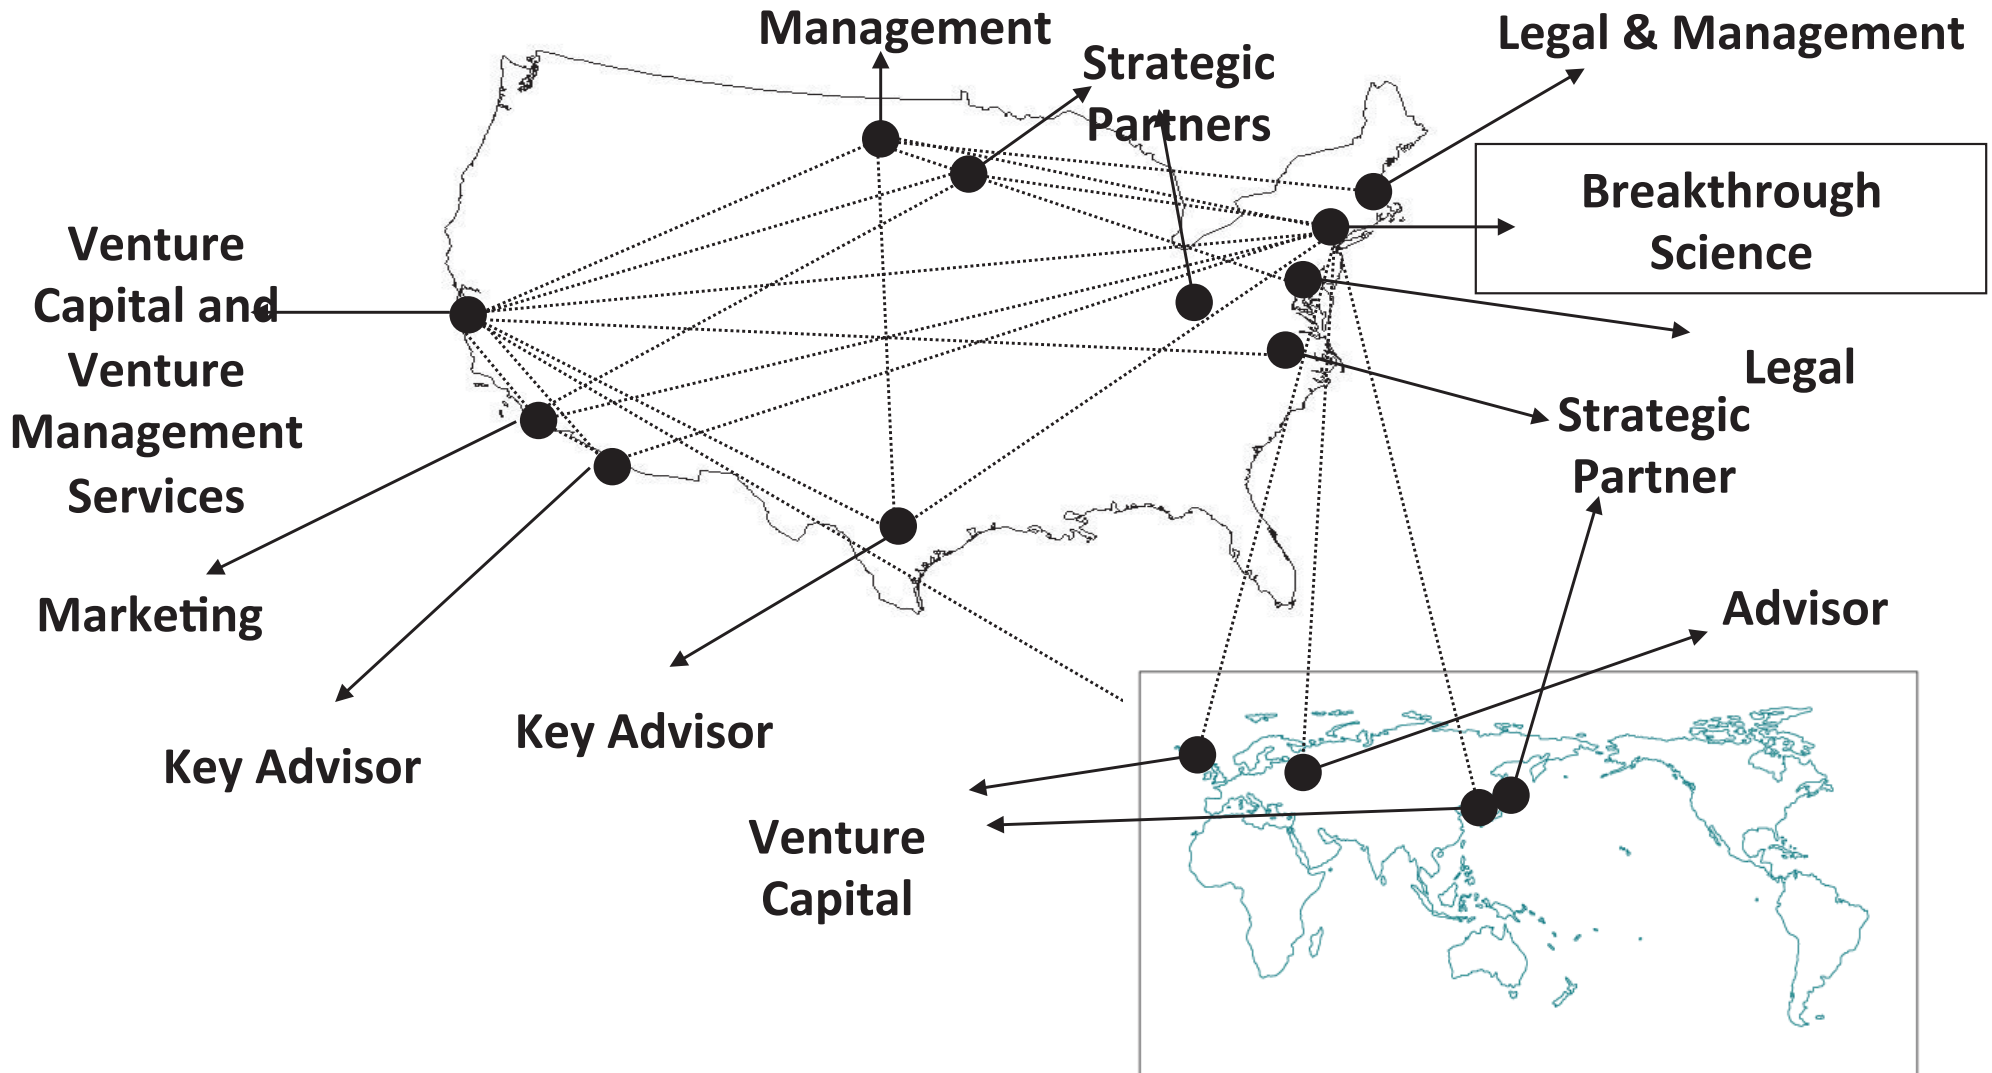 Management
Strategic
Partners
Legal & Management
Breakthrough
Science
Venture
Capital and
Venture
Management
Services
Legal
Strategic
Partner
Marketing
Advisor
Key Advisor
Key Advisor
Venture
Capital